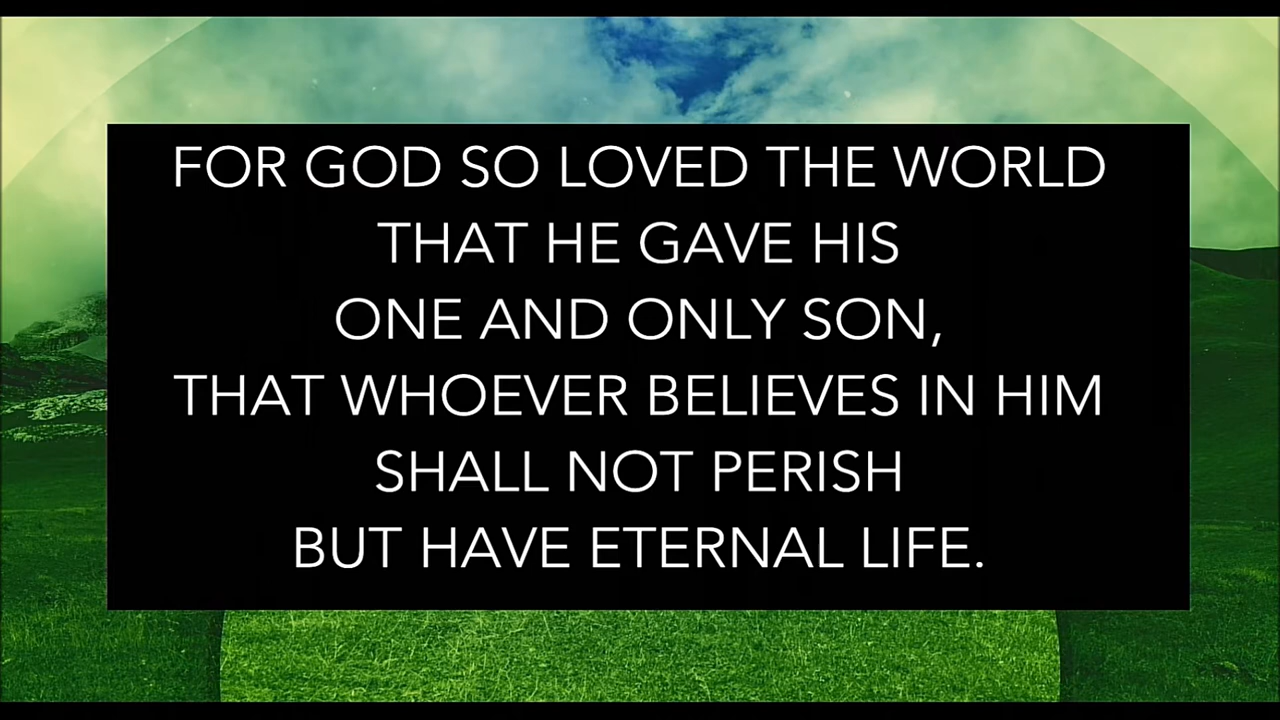 FOR GOD SO LOVED THE WORLD
THAT HE GAVE HIS
ONE AND ONLY SON,
THAT WHOEVER BELIEVES IN HIM
SHALL NOT PERISH
BUT HAVE ETERNAL LIFE.